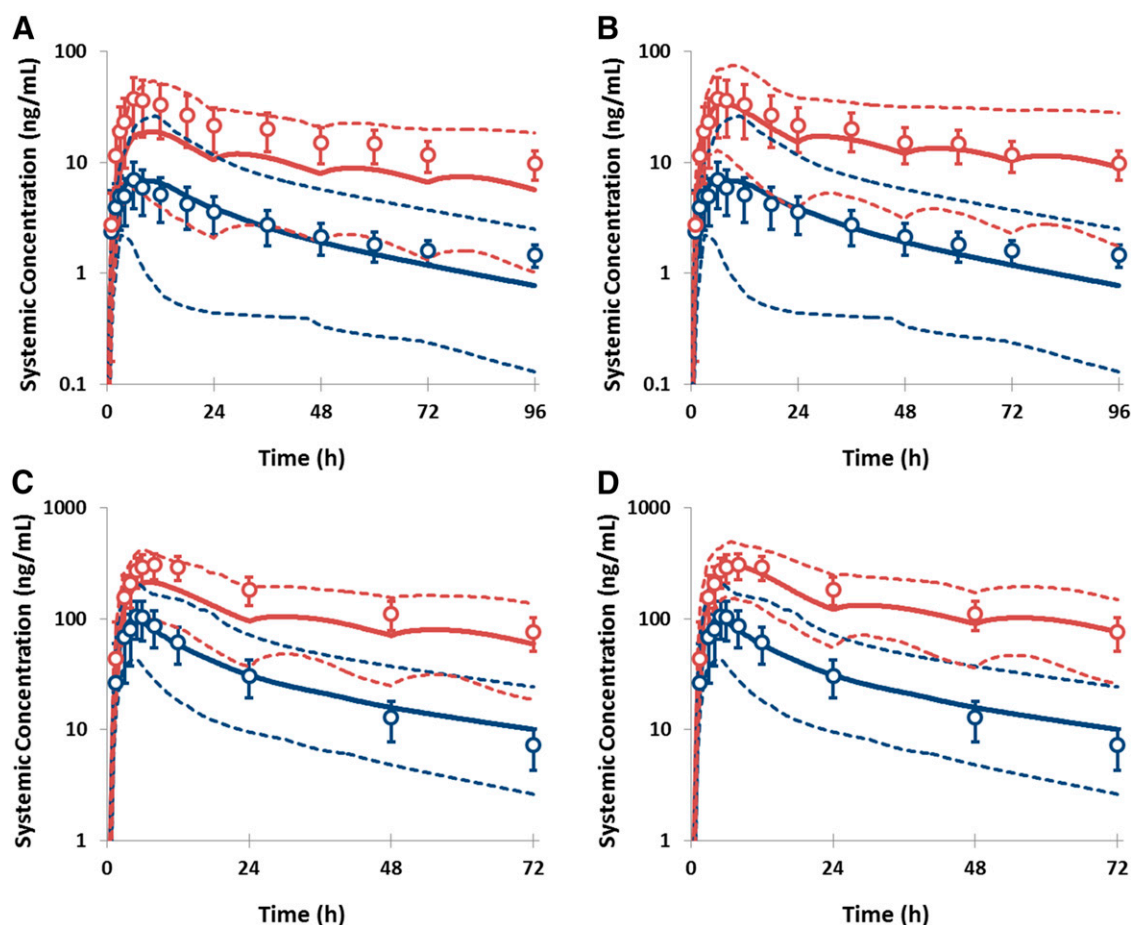 A
Systemic Concentration (ng/mL)
100
10
1
0.1
0 24 48 72 96
Time (h)
B
Systemic Concentration (ng/mL)
100
10
1
0.1
0 24 48 72 96
Time (h)
C
Systemic Concentration (ng/mL)
1000
100
10
1
0 24 48 72
Time (h)
D
Systemic Concentration (ng/mL)
1000
100
10
1
0 24 48 72
Time (h)